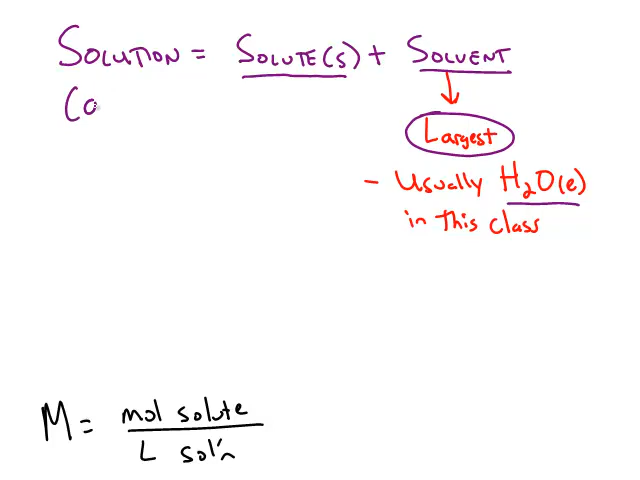 SOLUTION = SOLUTE(S) + SOLVENT
(a
Largest
- Usually H₂O(e)
in this class
M = mol solute
L sol'n